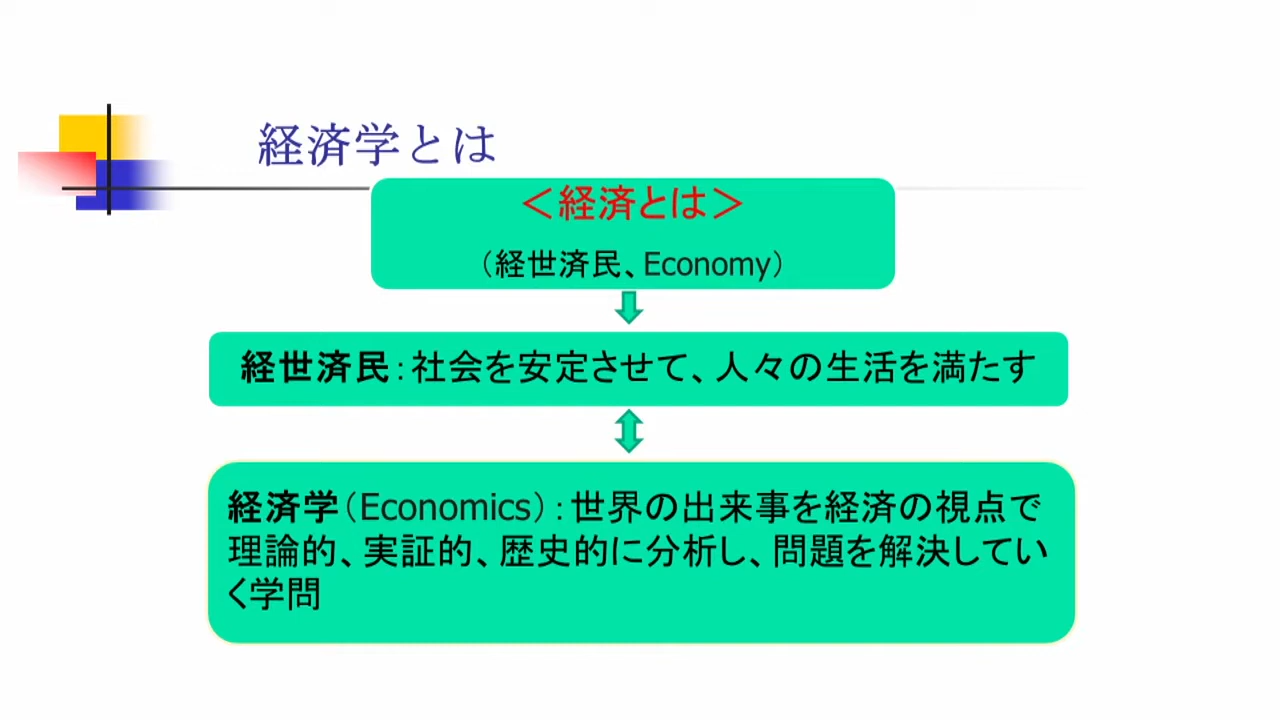 経済学とは
＜経済とは＞
（経世済民、Economy）
経世済民：社会を安定させて、人々の生活を満たす
経済学（Economics）：世界の出来事を経済の視点で
理論的、実証的、歴史的に分析し、問題を解決してい
く学問